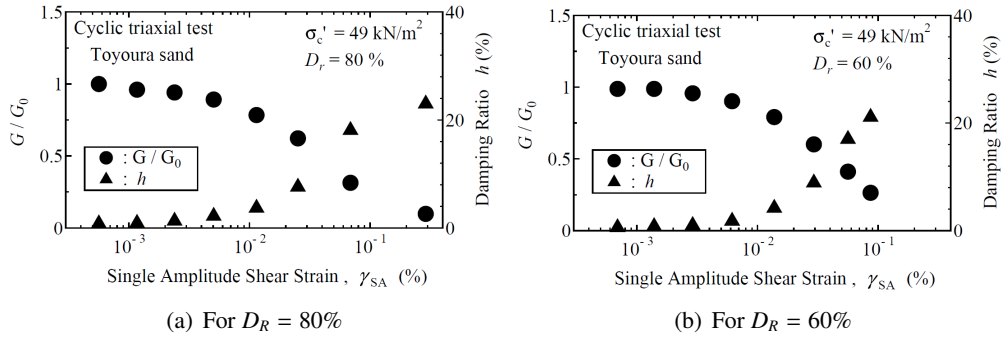 Cyclic triaxial test
Toyoura sand
σc' = 49 kN/m²
Dr = 80 %
1.5
1
0.5
0
G / G0
40
20
0
Damping Ratio h (%)
● : G / G0
▲ : h
10⁻³
10⁻²
10⁻¹
Single Amplitude Shear Strain , γSA (%)
(a) For DR = 80%
Cyclic triaxial test
Toyoura sand
σc' = 49 kN/m²
Dr = 60 %
1.5
1
0.5
0
G / G0
40
20
0
Damping Ratio h (%)
● : G / G0
▲ : h
10⁻³
10⁻²
10⁻¹
Single Amplitude Shear Strain , γSA (%)
(b) For DR = 60%